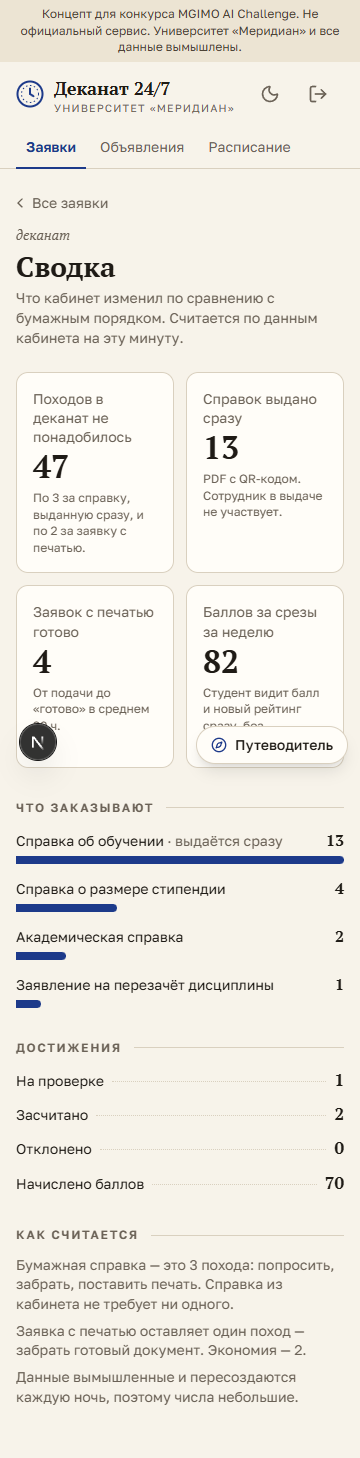 Концепт для конкурса MGIMO AI Challenge. Не
официальный сервис. Университет «Меридиан» и все
данные вымышлены.
Деканат 24/7
УНИВЕРСИТЕТ «МЕРИДИАН»
Заявки Объявления Расписание
Все заявки
деканат
Сводка
Что кабинет изменил по сравнению с
бумажным порядком. Считается по данным
кабинета на эту минуту.
Походов в
деканат не
понадобилось
47
По 3 за справку,
выданную сразу, и
по 2 за заявку с
печатью.
Справок выдано
сразу
13
PDF с QR-кодом.
Сотрудник в выдаче
не участвует.
Заявок с печатью
готово
4
От подачи до
«готово» в среднем
ч.
Баллов за срезы
за неделю
82
Студент видит балл
и новый рейтинг
сразу, без
N
Путеводитель
ЧТО ЗАКАЗЫВАЮТ
Справка об обучении · выдаётся сразу 13
Справка о размере стипендии 4
Академическая справка 2
Заявление на перезачёт дисциплины 1
ДОСТИЖЕНИЯ
На проверке 1
Засчитано 2
Отклонено 0
Начислено баллов 70
КАК СЧИТАЕТСЯ
Бумажная справка — это 3 похода: попросить,
забрать, поставить печать. Справка из
кабинета не требует ни одного.
Заявка с печатью оставляет один поход —
забрать готовый документ. Экономия — 2.
Данные вымышленные и пересоздаются
каждую ночь, поэтому числа небольшие.